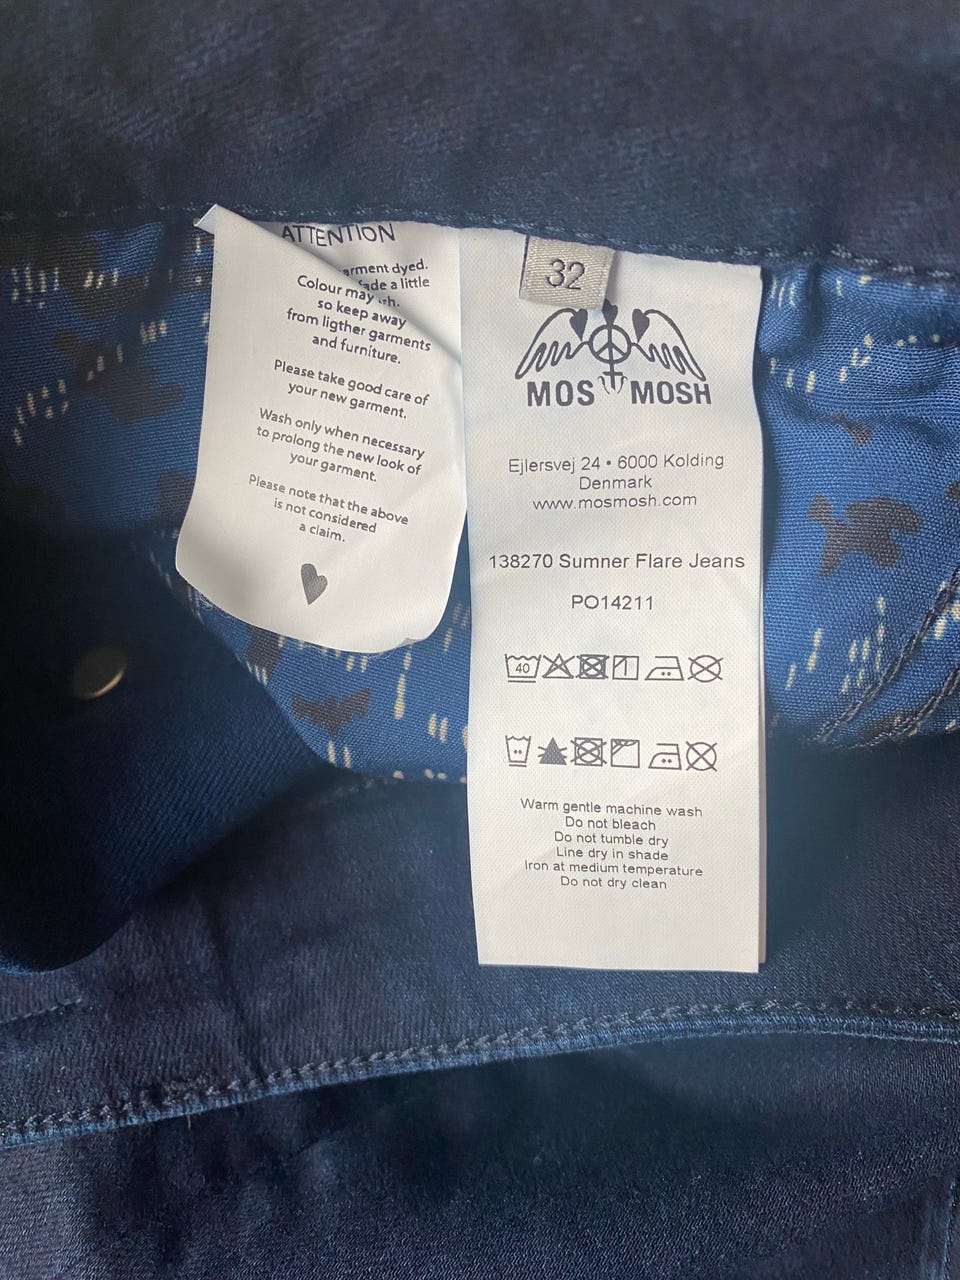 ATTENTION
arment dyed.
Colour may fade a little
so keep away
from ligther garments
and furniture.
Please take good care of
your new garment.
Wash only when necessary
to prolong the new look of
your garment.
Please note that the above
is not considered
a claim.
32
MOS MOSH
Ejlersvej 24 • 6000 Kolding
Denmark
www.mosmosh.com
138270 Sumner Flare Jeans
PO14211
40
Warm gentle machine wash
Do not bleach
Do not tumble dry
Line dry in shade
Iron at medium temperature
Do not dry clean